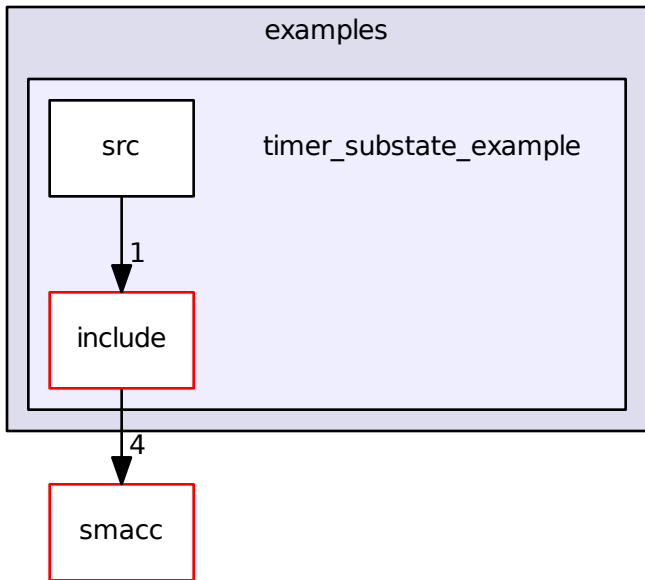 examples
src
timer_substate_example
1
include
4
smacc